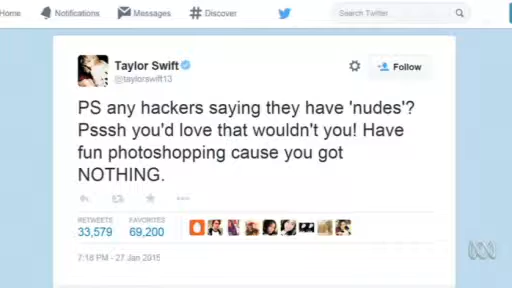 Home Notifications Messages # Discover Search Twitter
Taylor Swift
@taylorswift13
Follow
PS any hackers saying they have 'nudes'?
Psssh you'd love that wouldn't you! Have
fun photoshopping cause you got
NOTHING.
RETWEETS FAVORITES
33,579 69,200
7:18 PM - 27 Jan 2015